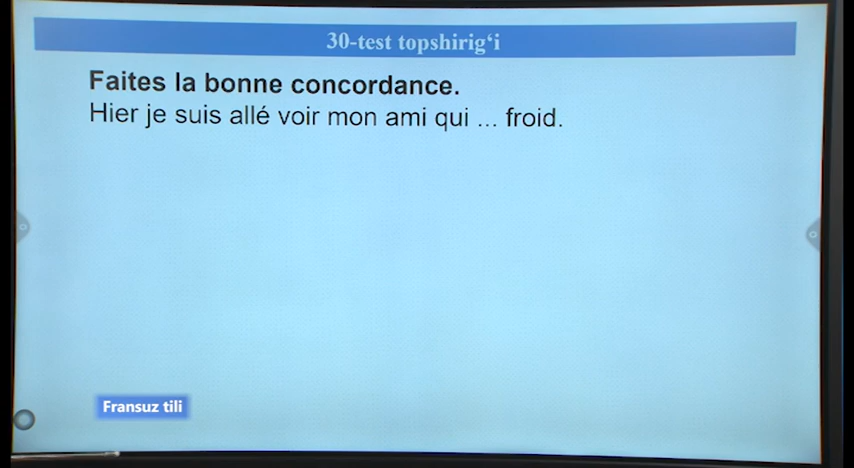 30-test topshirig‘i
Faites la bonne concordance.
Hier je suis allé voir mon ami qui ... froid.
Fransuz tili